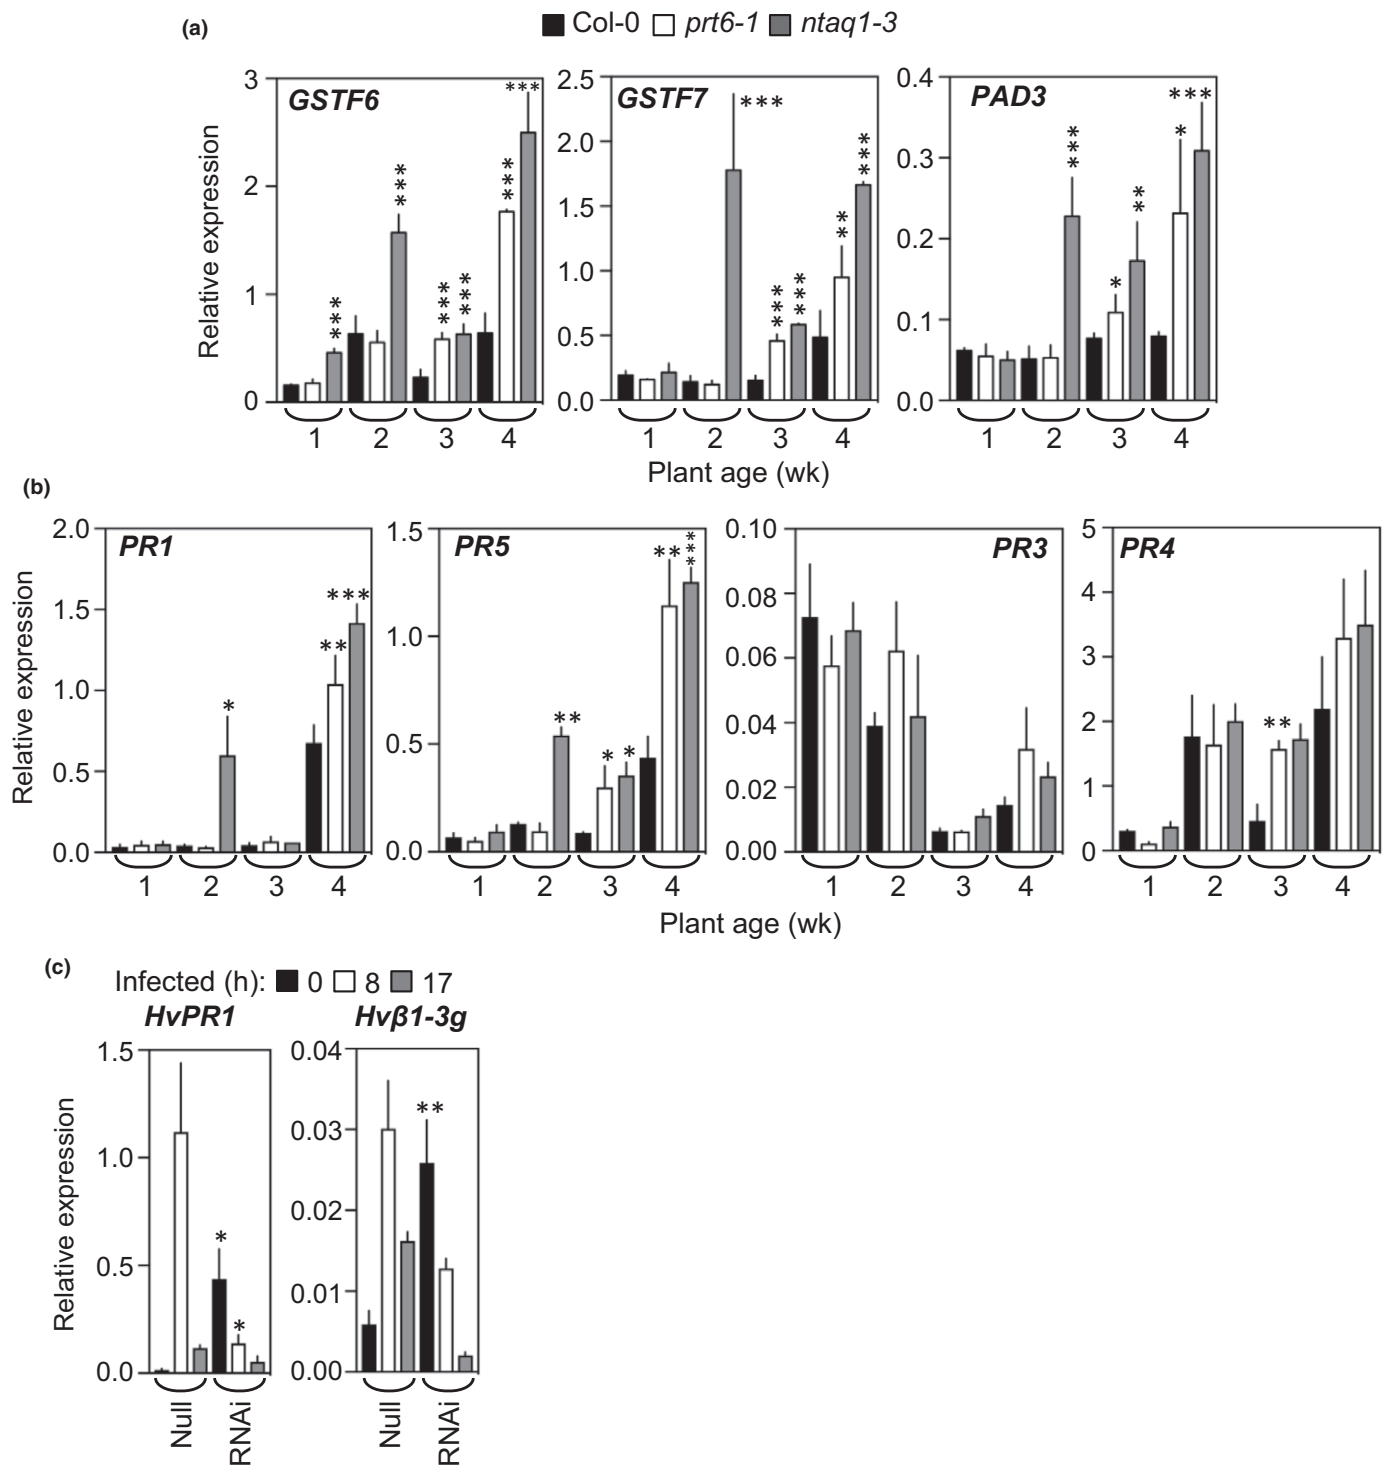 (a)
Col-0 prt6-1 ntaq1-3
Relative expression
GSTF6
3
2
1
0
*** *** *** *** *** ***
1 2 3 4
GSTF7
2.5
2.0
1.5
1.0
0.5
0.0
*** *** *** ** ***
1 2 3 4
PAD3
0.4
0.3
0.2
0.1
0.0
*** * ** * ***
1 2 3 4
Plant age (wk)
(b)
Relative expression
PR1
2.0
1.5
1.0
0.5
0.0
* ** ***
1 2 3 4
PR5
1.5
1.0
0.5
0.0
** * * ** ***
1 2 3 4
PR3
0.10
0.08
0.06
0.04
0.02
0.00
1 2 3 4
PR4
5
4
3
2
1
0
**
1 2 3 4
Plant age (wk)
(c)
Infected (h): 0 8 17
Relative expression
HvPR1
1.5
1.0
0.5
0.0
* *
Null RNAi
Hvβ1-3g
0.04
0.03
0.02
0.01
0.00
**
Null RNAi